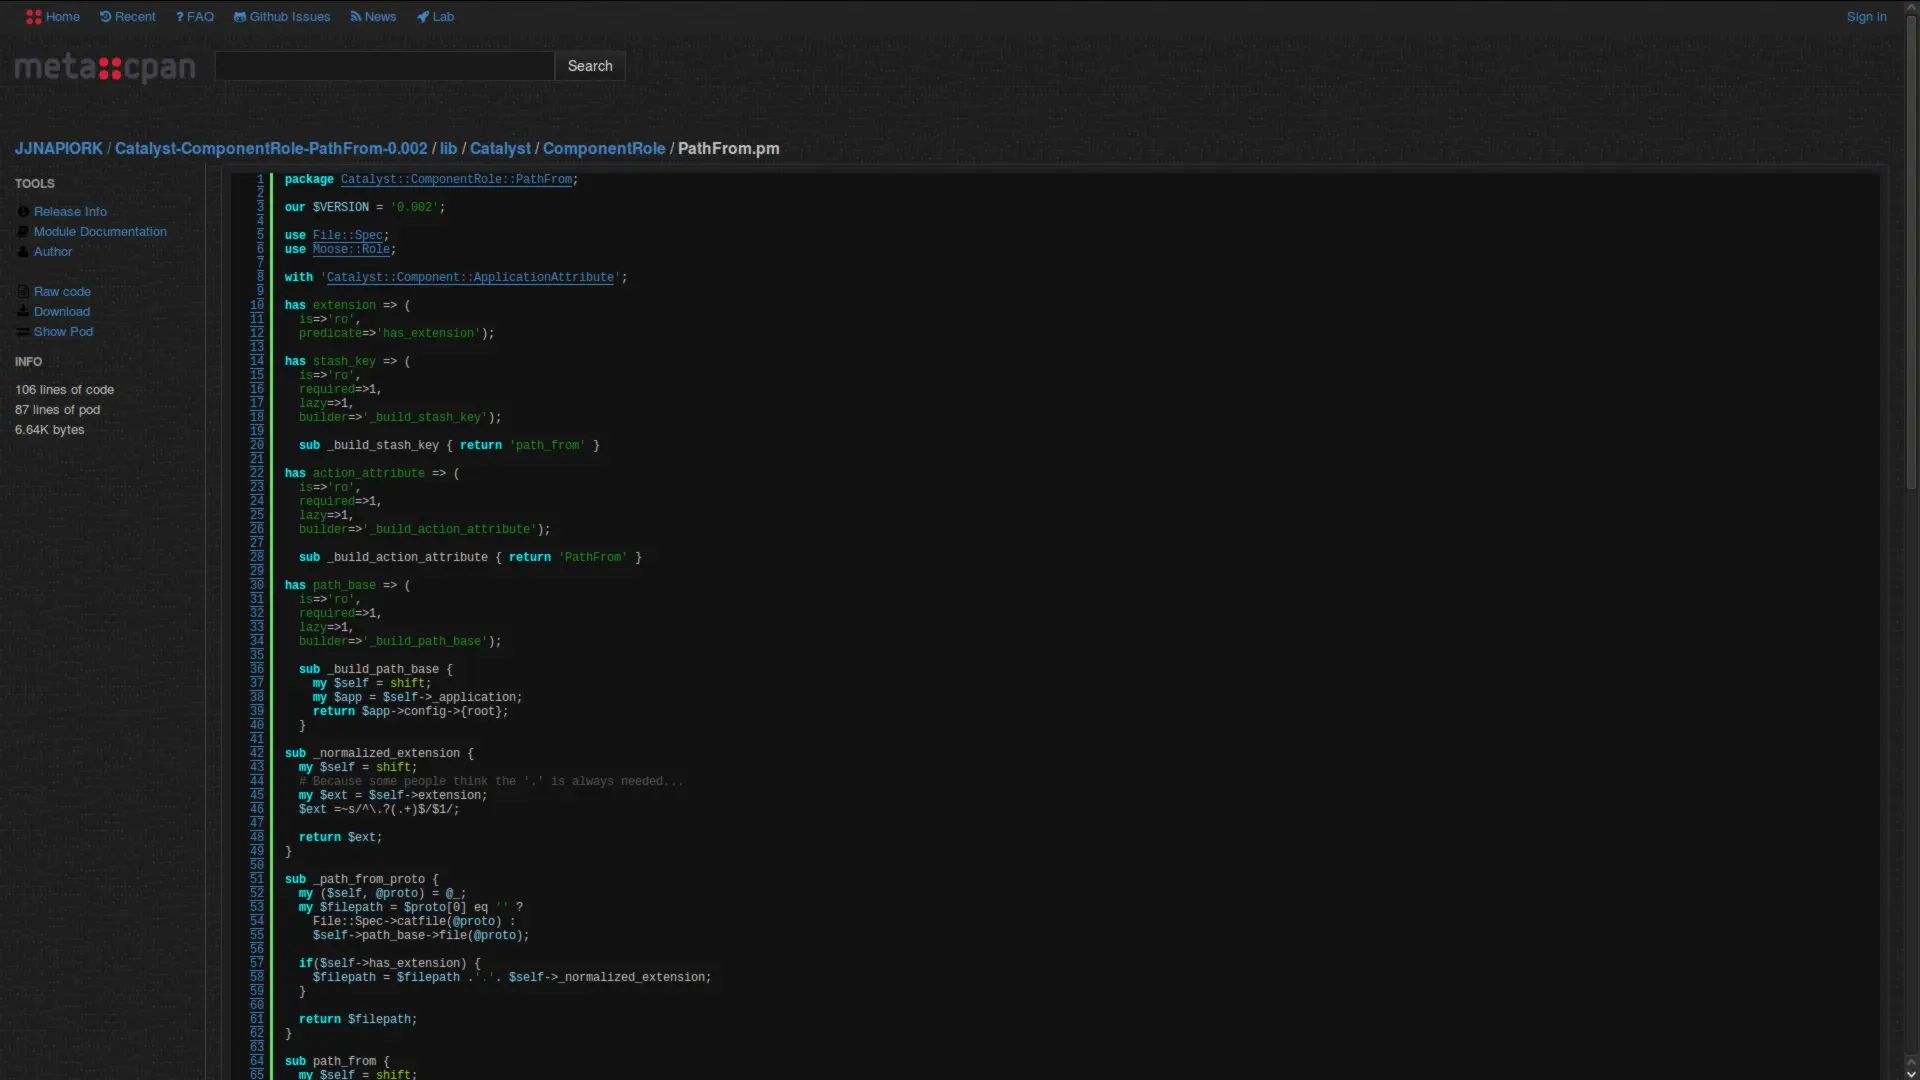 Home Recent ? FAQ Github Issues News Lab Sign in
meta::cpan Search
JJNAPIORK / Catalyst-ComponentRole-PathFrom-0.002 / lib / Catalyst / ComponentRole / PathFrom.pm
TOOLS
Release Info
Module Documentation
Author
Raw code
Download
Show Pod
INFO
106 lines of code
87 lines of pod
6.64K bytes
1 package Catalyst::ComponentRole::PathFrom;
2
3 our $VERSION = '0.002';
4
5 use File::Spec;
6 use Moose::Role;
7
8 with 'Catalyst::Component::ApplicationAttribute';
9
10 has extension => (
11   is=>'ro',
12   predicate=>'has_extension');
13
14 has stash_key => (
15   is=>'ro',
16   required=>1,
17   lazy=>1,
18   builder=>'_build_stash_key');
19
20   sub _build_stash_key { return 'path_from' }
21
22 has action_attribute => (
23   is=>'ro',
24   required=>1,
25   lazy=>1,
26   builder=>'_build_action_attribute');
27
28   sub _build_action_attribute { return 'PathFrom' }
29
30 has path_base => (
31   is=>'ro',
32   required=>1,
33   lazy=>1,
34   builder=>'_build_path_base');
35
36   sub _build_path_base {
37     my $self = shift;
38     my $app = $self->_application;
39     return $app->config->{root};
40   }
41
42 sub _normalized_extension {
43   my $self = shift;
44   # Because some people think the '.' is always needed...
45   my $ext = $self->extension;
46   $ext =~s/^\.?(.+)$/$1/;
47
48   return $ext;
49 }
50
51 sub _path_from_proto {
52   my ($self, @proto) = @_;
53   my $filepath = $proto[0] eq '' ?
54     File::Spec->catfile(@proto) :
55     $self->path_base->file(@proto);
56
57   if($self->has_extension) {
58     $filepath = $filepath .'.'. $self->_normalized_extension;
59   }
60
61   return $filepath;
62 }
63
64 sub path_from {
65   my $self = shift;